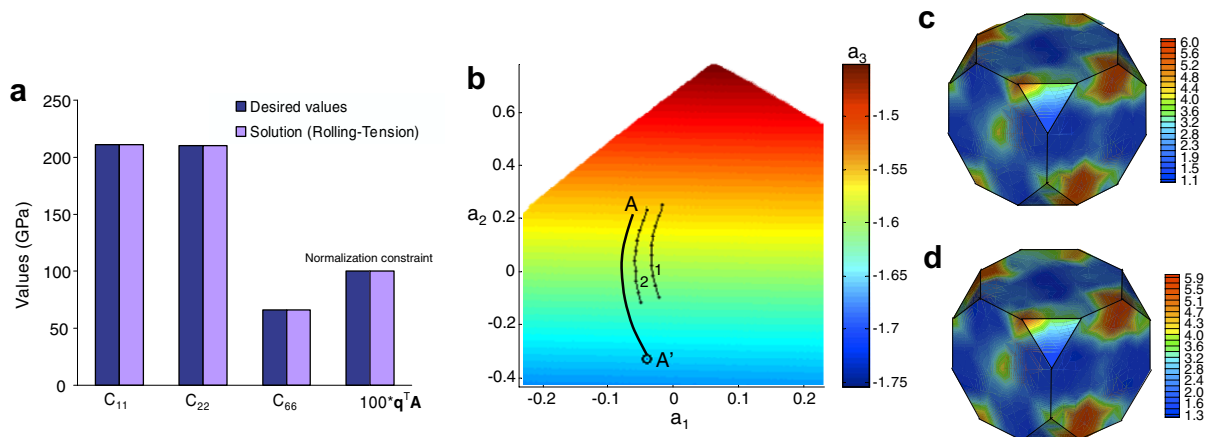 a
250
200
150
100
50
0
Values (GPa)
Desired values
Solution (Rolling-Tension)
Normalization constraint
C11
C22
C66
100*qTA
b
a3
0.6
0.4
0.2
0
-0.2
-0.4
a2
A
1
2
A'
-0.2
-0.1
0
0.1
0.2
a1
-1.5
-1.55
-1.6
-1.65
-1.7
-1.75
c
6.0
5.2
4.8
4.4
4.0
3.6
3.2
2.8
2.3
1.9
1.5
1.1
d
5.9
5.5
5.1
4.7
4.3
3.9
3.6
3.2
2.8
2.4
2.0
1.6
1.3